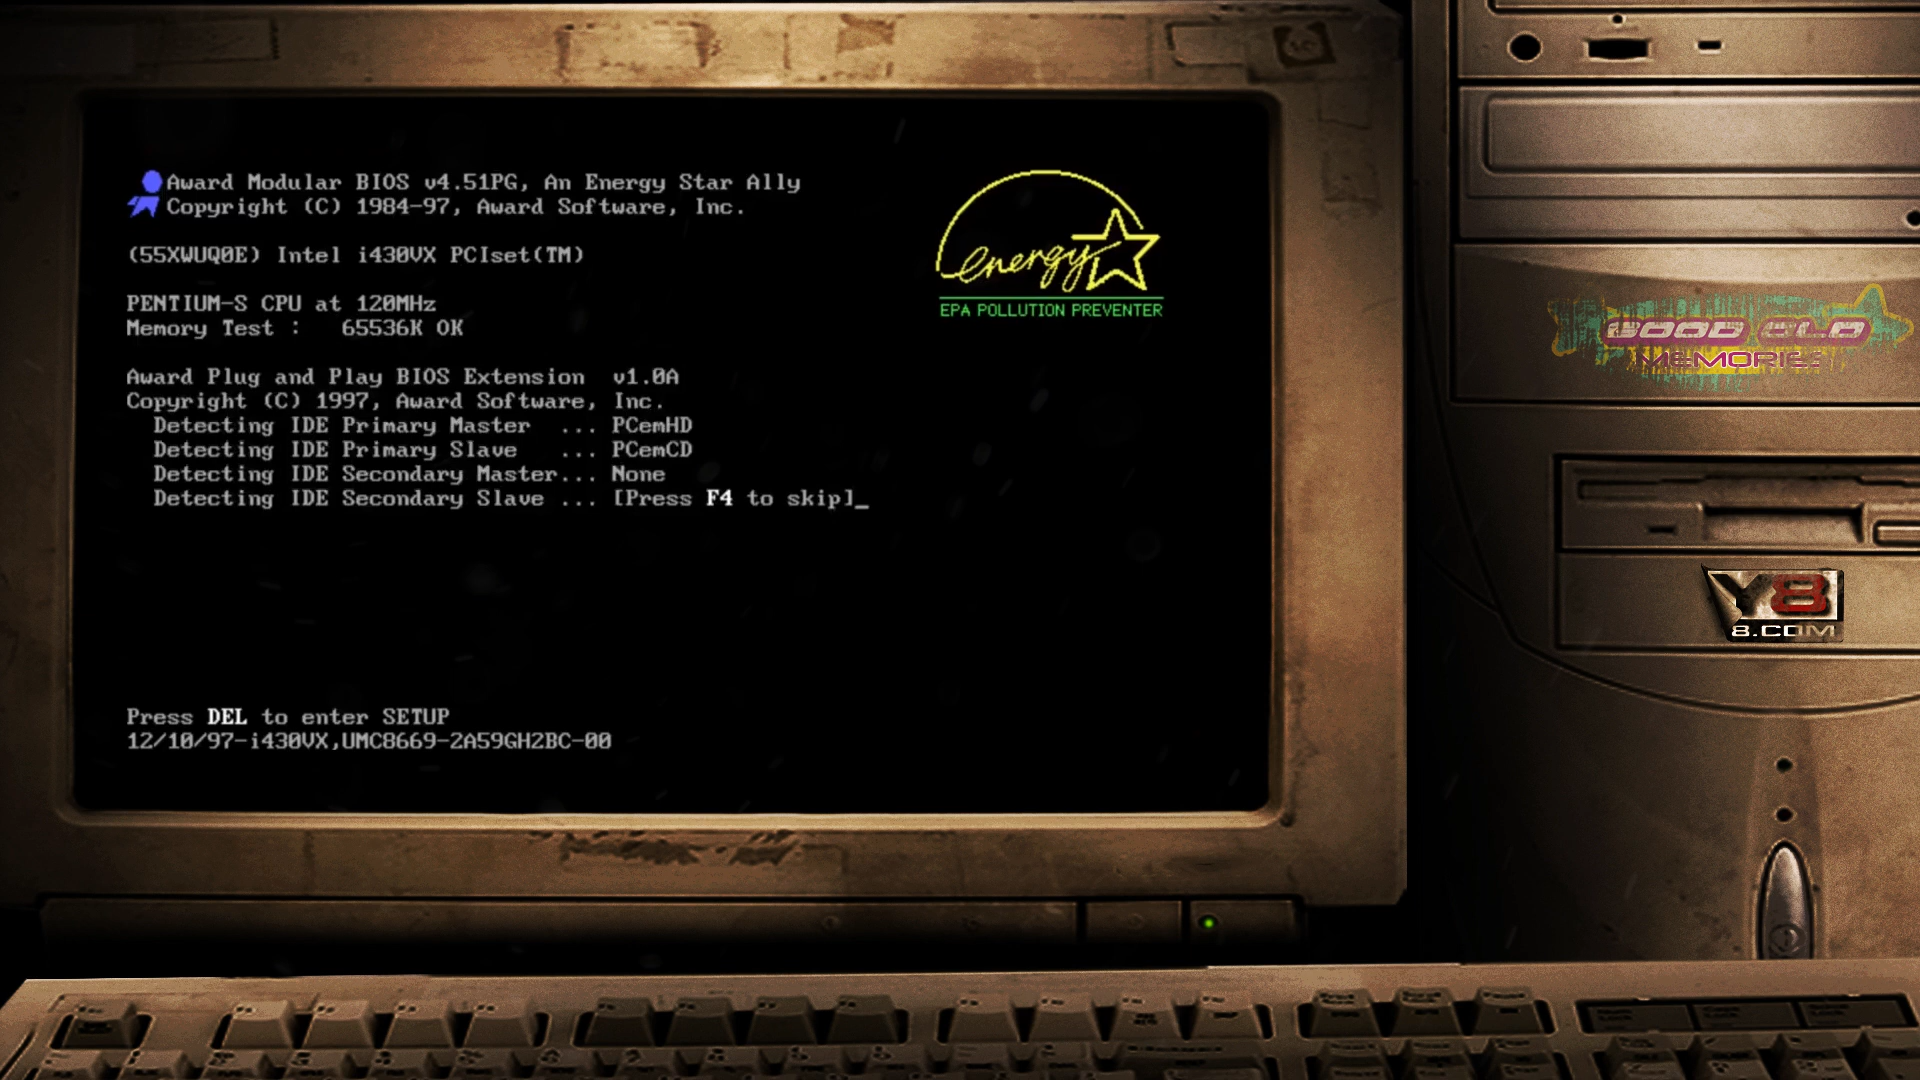 Award Modular BIOS v4.51PG, An Energy Star Ally
Copyright (C) 1984-97, Award Software, Inc.
energy
EPA POLLUTION PREVENTER
(55XWUQ0E) Intel i430VX PCIset(TM)
PENTIUM-S CPU at 120MHz
Memory Test :   65536K OK
Award Plug and Play BIOS Extension  v1.0A
Copyright (C) 1997, Award Software, Inc.
Detecting IDE Primary Master  ... PCemHD
Detecting IDE Primary Slave   ... PCemCD
Detecting IDE Secondary Master... None
Detecting IDE Secondary Slave ... [Press F4 to skip]_
Press DEL to enter SETUP
12/10/97-i430VX,UMC8669-2A59GH2BC-00
GOOD OLD
MEMORIES
Y8
8.COM